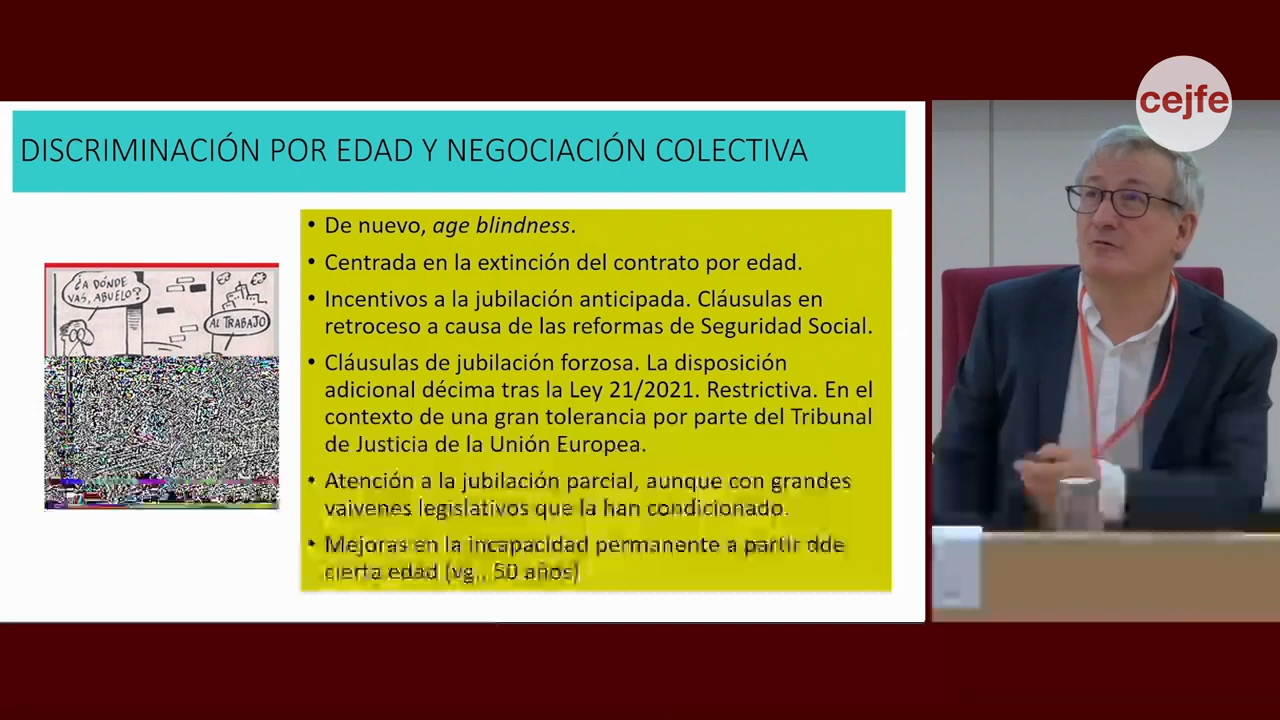 cejfe
DISCRIMINACIÓN POR EDAD Y NEGOCIACIÓN COLECTIVA
¿A DÓNDE
VAS, ABUELO?
AL TRABAJO
• De nuevo, age blindness.
• Centrada en la extinción del contrato por edad.
• Incentivos a la jubilación anticipada. Cláusulas en
retroceso a causa de las reformas de Seguridad Social.
• Cláusulas de jubilación forzosa. La disposición
adicional décima tras la Ley 21/2021. Restrictiva. En el
contexto de una gran tolerancia por parte del Tribunal
de Justicia de la Unión Europea.
• Atención a la jubilación parcial, aunque con grandes
vaivenes legislativos que la han condicionado.
• Mejoras en la incapacidad permanente a partir dde
cierta edad (vg., 50 años)